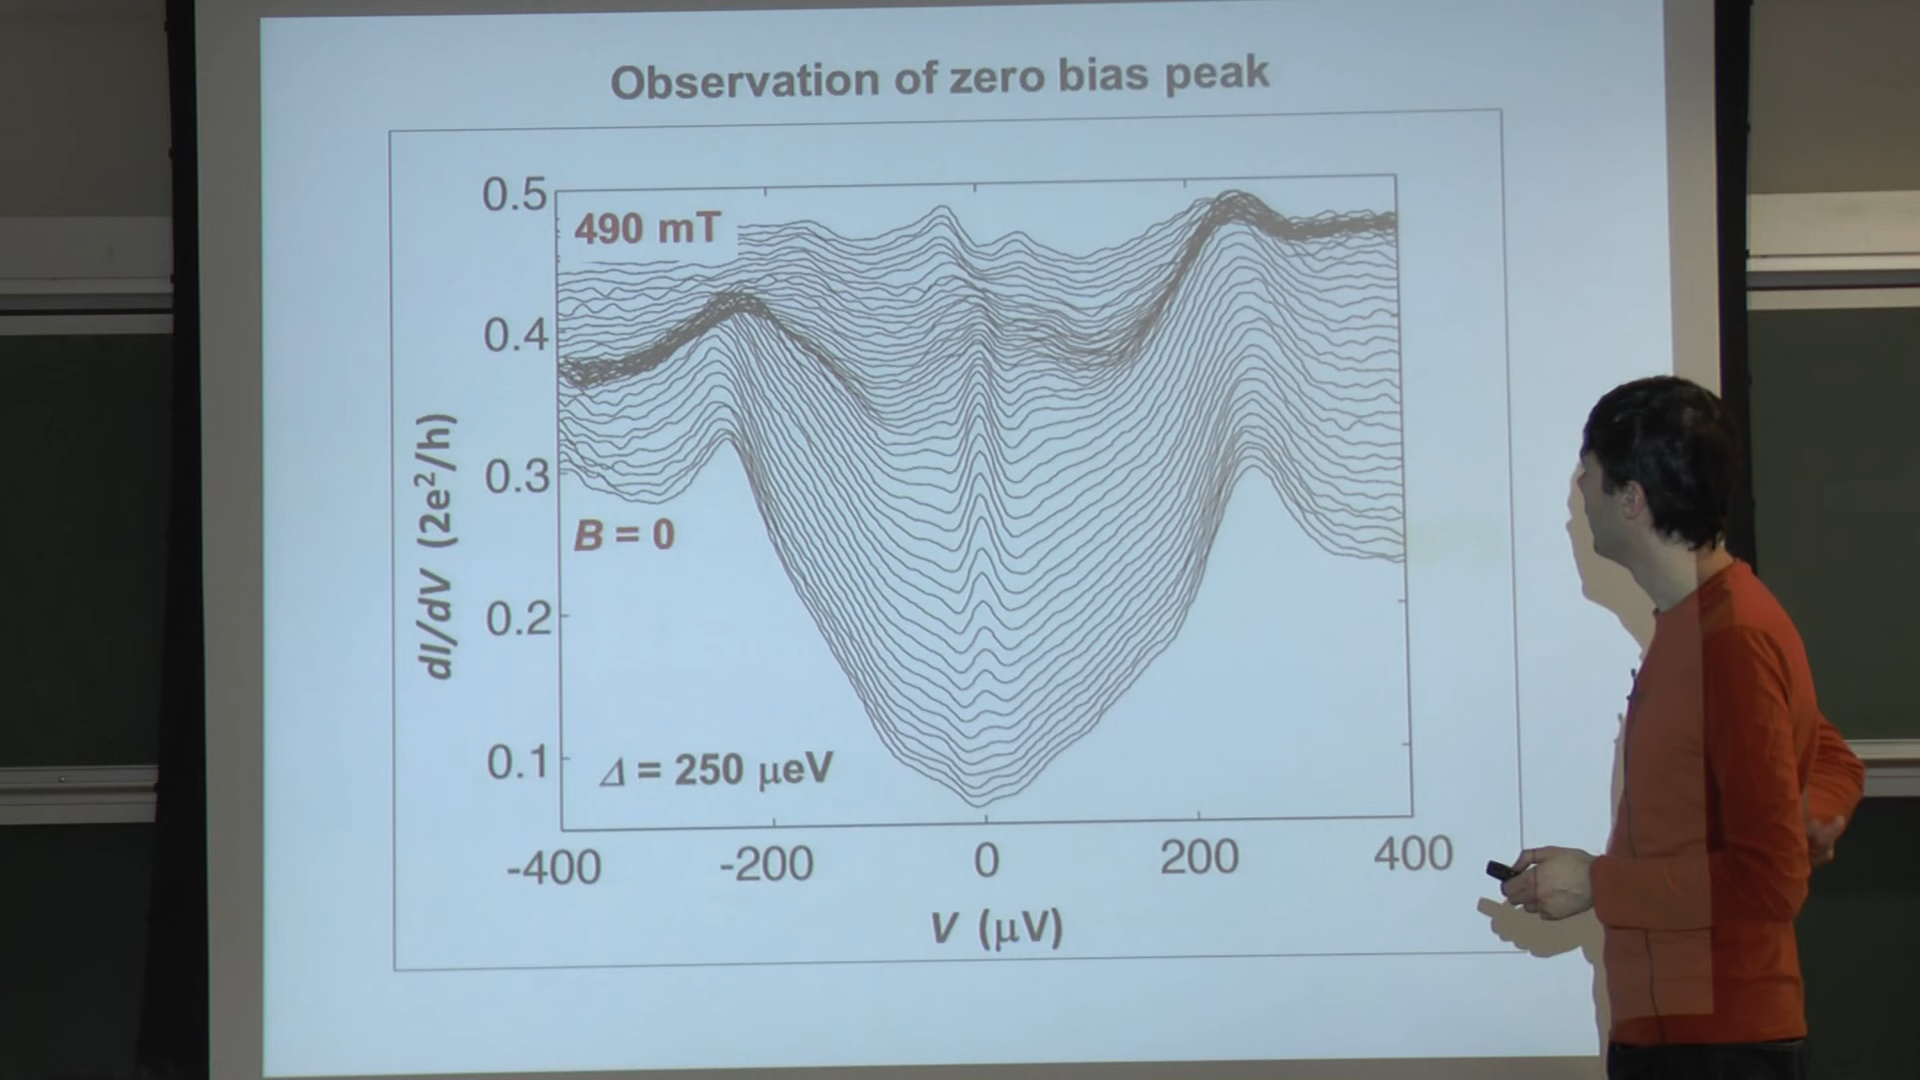 Observation of zero bias peak
0.5
490 mT
0.4
0.3
B = 0
0.2
dI/dV (2e²/h)
0.1
Δ = 250 μeV
-400 -200 0 200 400
V (μV)